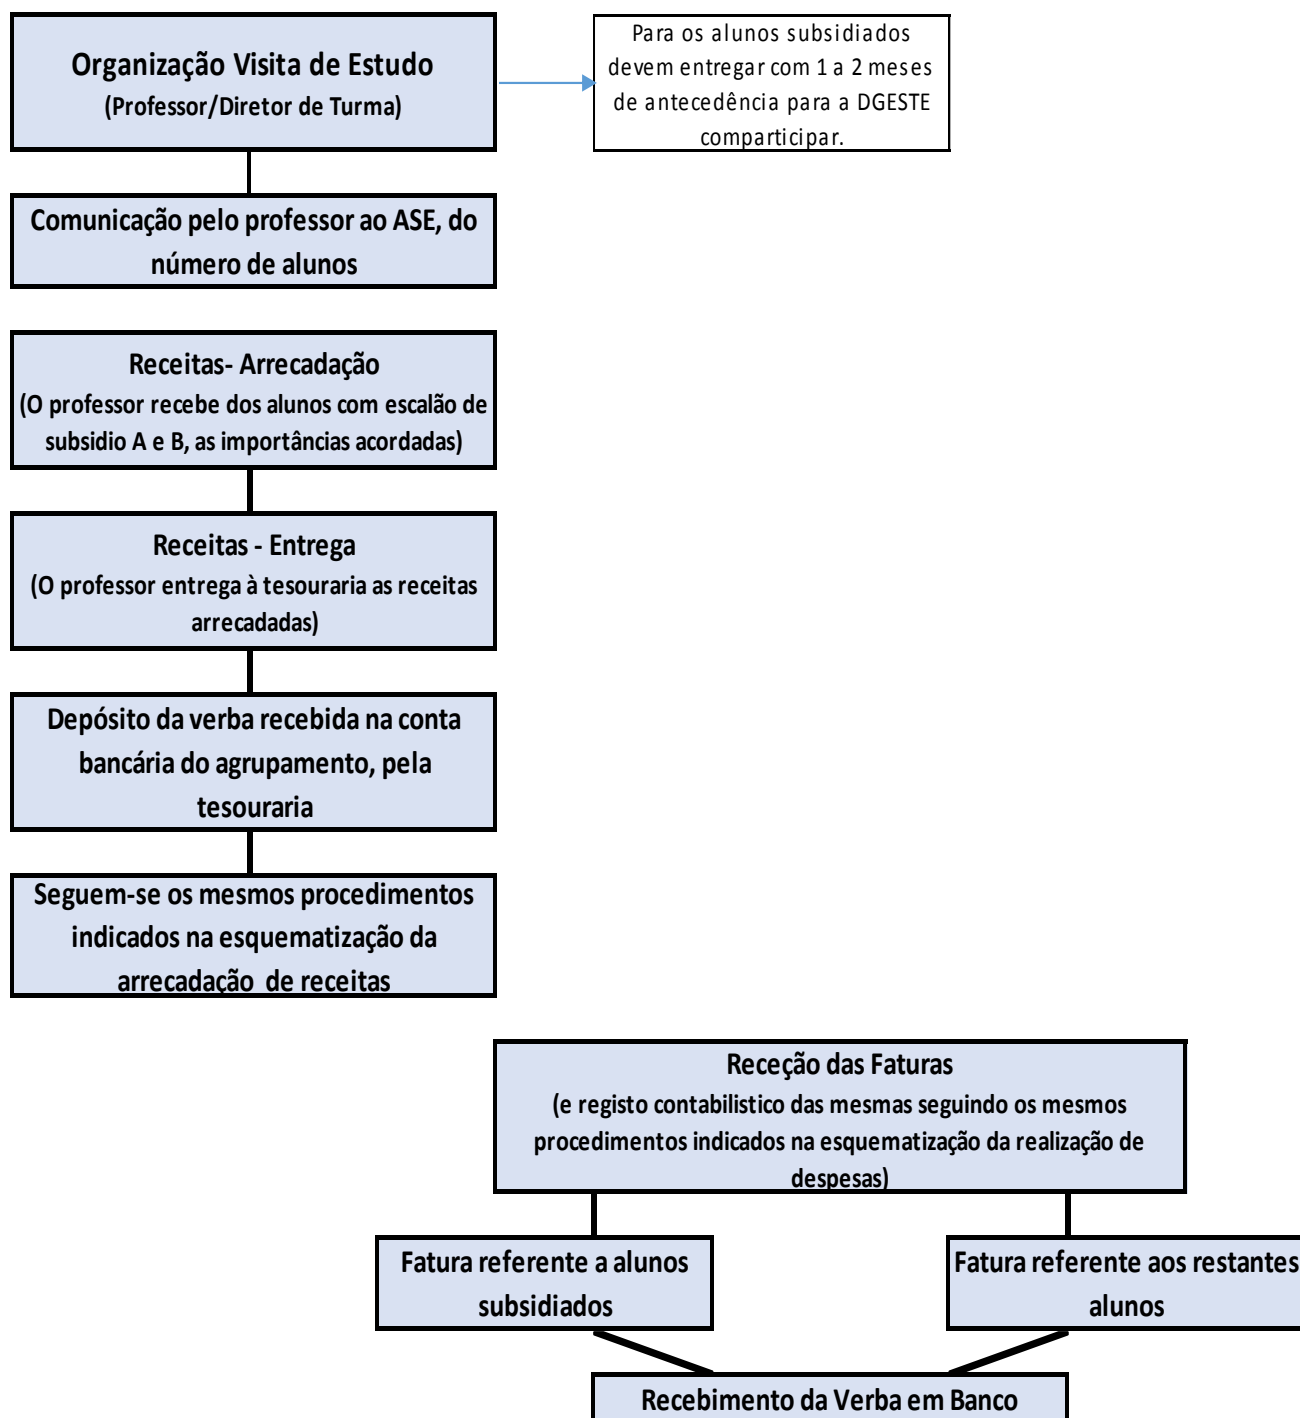 Organização Visita de Estudo
(Professor/Diretor de Turma)
Para os alunos subsidiados
devem entregar com 1 a 2 meses
de antecedência para a DGESTE
comparticipar.
Comunicação pelo professor ao ASE, do
número de alunos
Receitas- Arrecadação
(O professor recebe dos alunos com escalão de
subsidio A e B, as importâncias acordadas)
Receitas - Entrega
(O professor entrega à tesouraria as receitas
arrecadadas)
Depósito da verba recebida na conta
bancária do agrupamento, pela
tesouraria
Seguem-se os mesmos procedimentos
indicados na esquematização da
arrecadação de receitas
Receção das Faturas
(e registo contabilistico das mesmas seguindo os mesmos
procedimentos indicados na esquematização da realização de
despesas)
Fatura referente a alunos
subsidiados
Fatura referente aos restantes
alunos
Recebimento da Verba em Banco